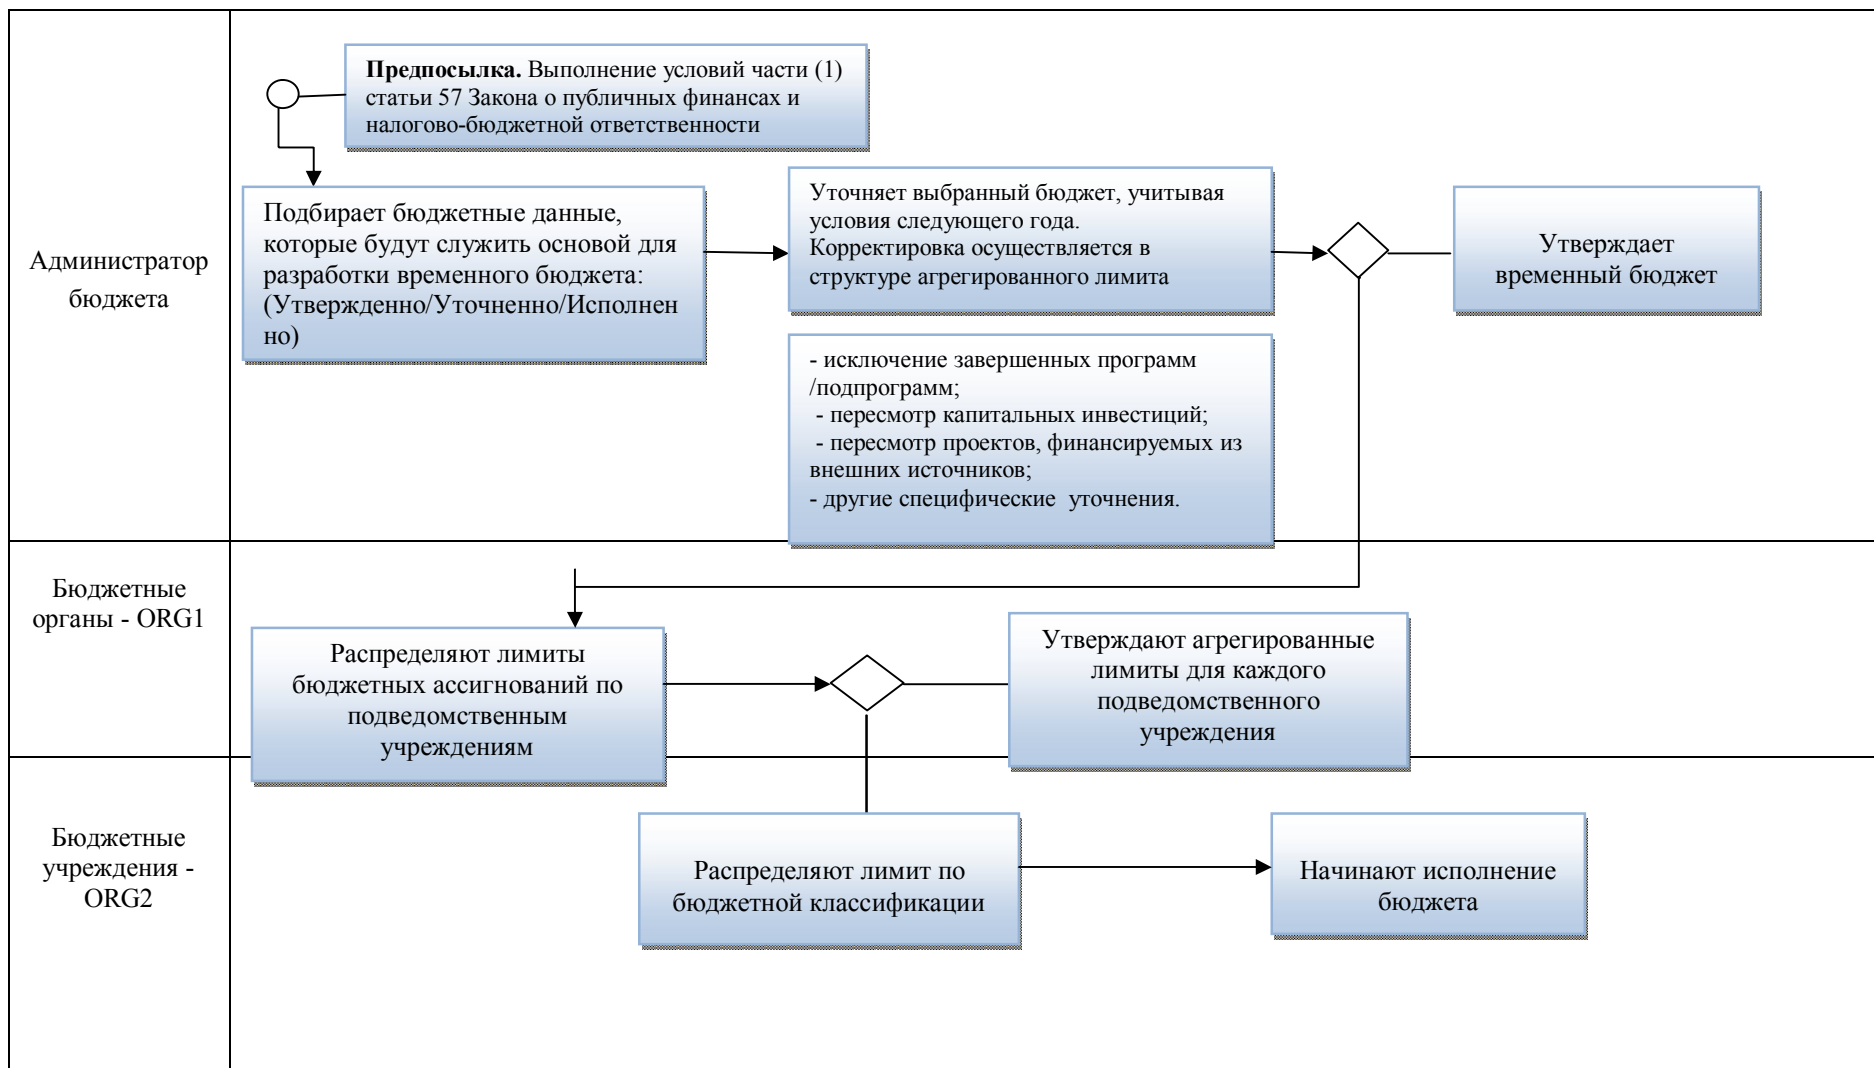 Администратор
бюджета
Предпосылка. Выполнение условий части (1)
статьи 57 Закона о публичных финансах и
налогово-бюджетной ответственности
Подбирает бюджетные данные,
которые будут служить основой для
разработки временного бюджета:
(Утвержденно/Уточненно/Исполнен
но)
Уточняет выбранный бюджет, учитывая
условия следующего года.
Корректировка осуществляется в
структуре агрегированного лимита
Утверждает
временный бюджет
- исключение завершенных программ
/подпрограмм;
- пересмотр капитальных инвестиций;
- пересмотр проектов, финансируемых из
внешних источников;
- другие специфические уточнения.
Бюджетные
органы - ORG1
Распределяют лимиты
бюджетных ассигнований по
подведомственным
учреждениям
Утверждают агрегированные
лимиты для каждого
подведомственного
учреждения
Бюджетные
учреждения -
ORG2
Распределяют лимит по
бюджетной классификации
Начинают исполнение
бюджета